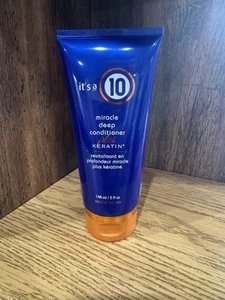 it's a 10
miracle
deep
conditioner
plus
KERATIN
revitalisant en
profondeur miracle
plus kératine
148 ml / 5 fl oz